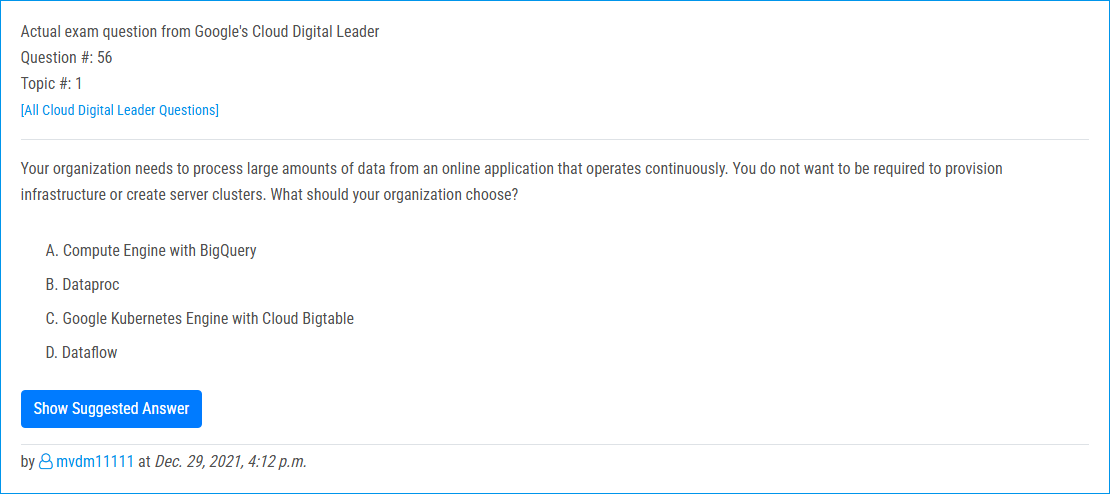 Actual exam question from Google's Cloud Digital Leader
Question #: 56
Topic #: 1
[All Cloud Digital Leader Questions]
Your organization needs to process large amounts of data from an online application that operates continuously. You do not want to be required to provision
infrastructure or create server clusters. What should your organization choose?
A. Compute Engine with BigQuery
B. Dataproc
C. Google Kubernetes Engine with Cloud Bigtable
D. Dataflow
Show Suggested Answer
by mvdm11111 at Dec. 29, 2021, 4:12 p.m.